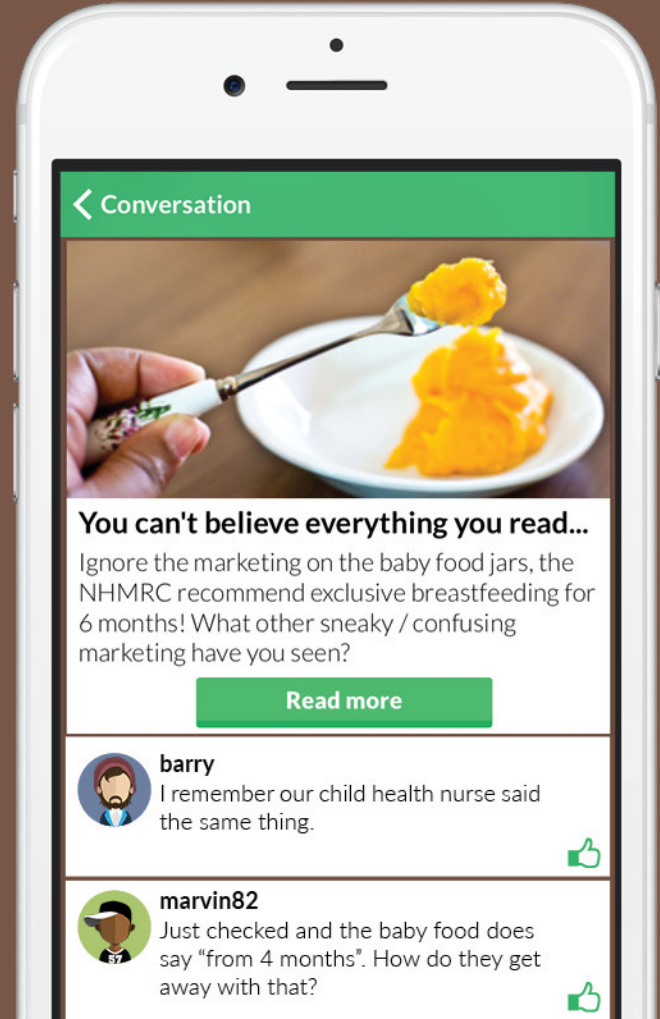 Conversation
You can't believe everything you read...
Ignore the marketing on the baby food jars, the
NHMRC recommend exclusive breastfeeding for
6 months! What other sneaky / confusing
marketing have you seen?
Read more
barry
I remember our child health nurse said
the same thing.
marvin82
Just checked and the baby food does
say “from 4 months”. How do they get
away with that?
57